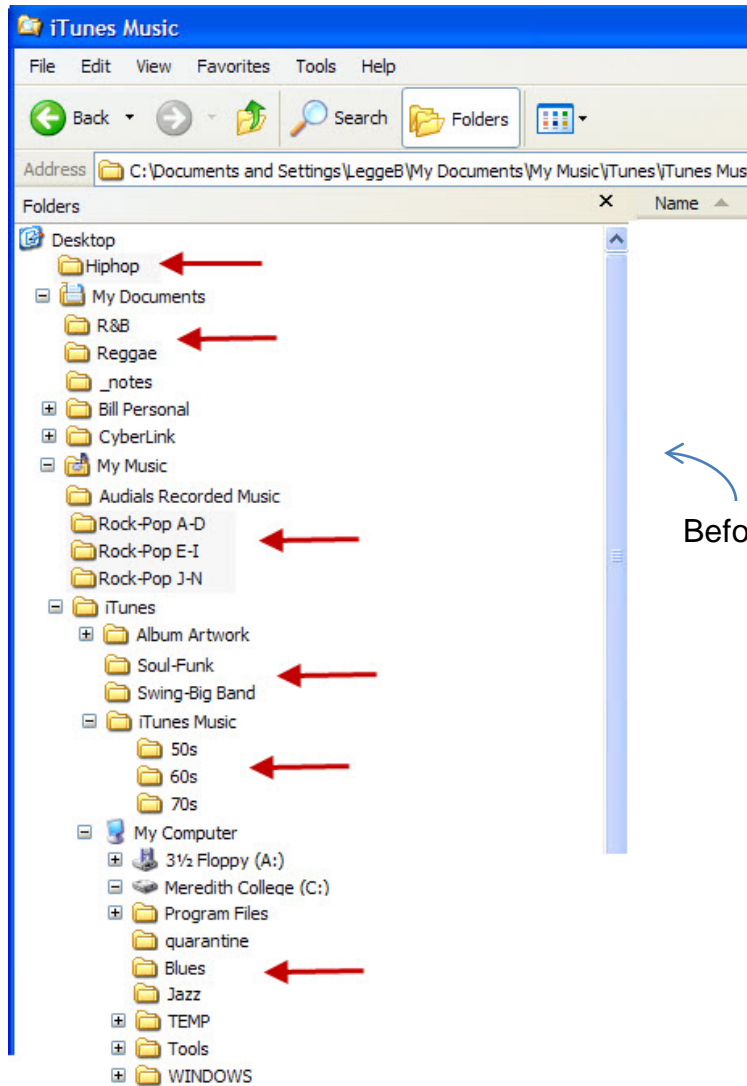 iTunes Music
File Edit View Favorites Tools Help
Back Search Folders
Address C:\Documents and Settings\LeggeB\My Documents\My Music\iTunes\iTunes Mus
Folders X Name
Desktop
Hiphop
My Documents
R&B
Reggae
_notes
Bill Personal
CyberLink
My Music
Audials Recorded Music
Rock-Pop A-D
Befo
Rock-Pop E-I
Rock-Pop J-N
iTunes
Album Artwork
Soul-Funk
Swing-Big Band
iTunes Music
50s
60s
70s
My Computer
3½ Floppy (A:)
Meredith College (C:)
Program Files
quarantine
Blues
Jazz
TEMP
Tools
WINDOWS